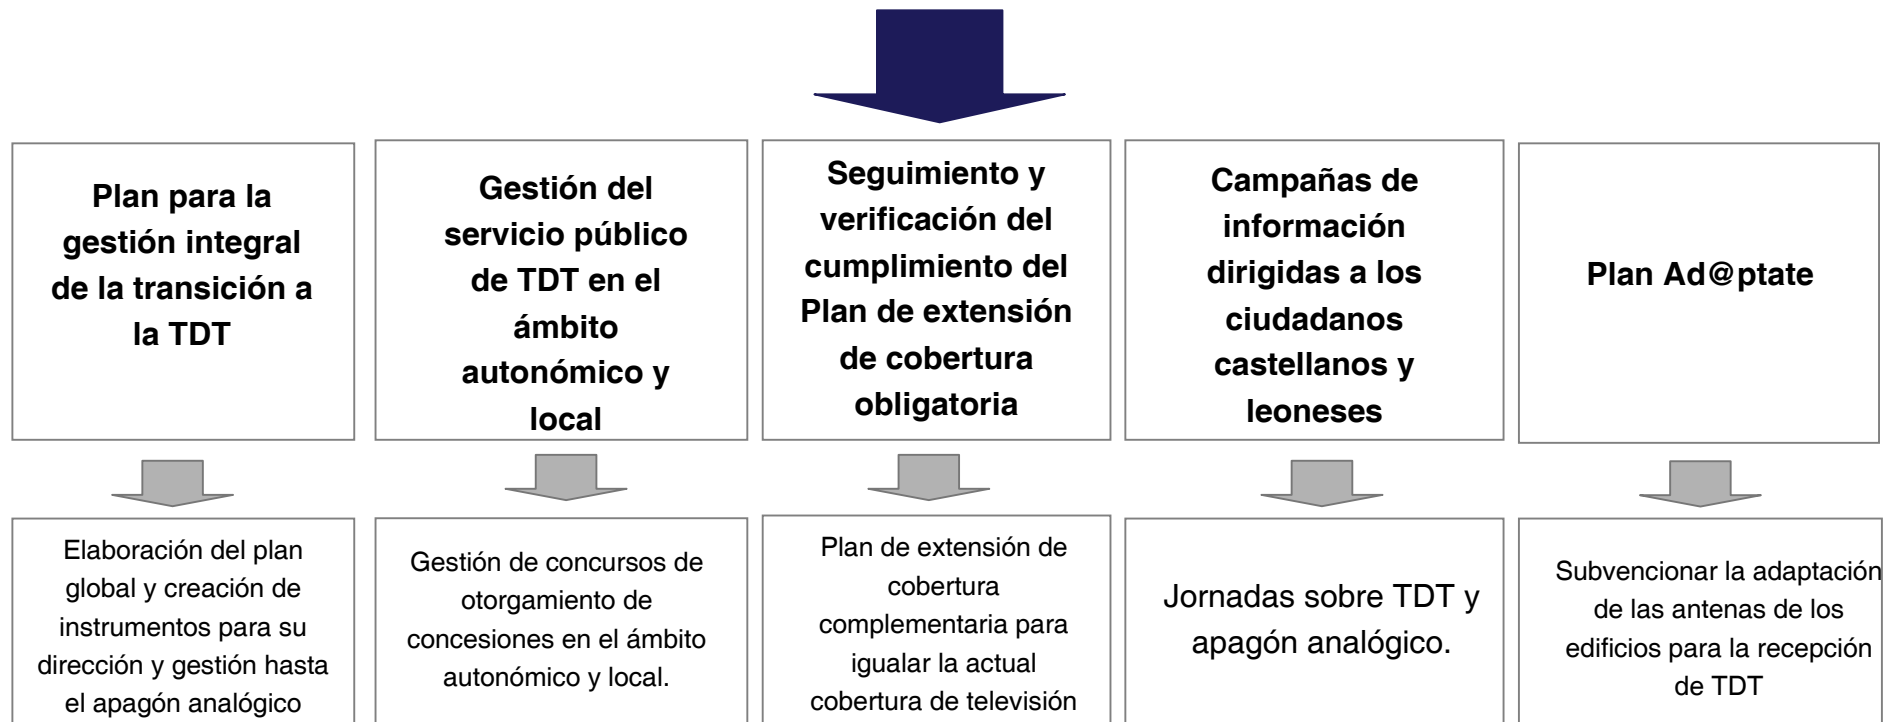 Plan para la
gestión integral
de la transición a
la TDT
Gestión del
servicio público
de TDT en el
ámbito
autonómico y
local
Seguimiento y
verificación del
cumplimiento del
Plan de extensión
de cobertura
obligatoria
Campañas de
información
dirigidas a los
ciudadanos
castellanos y
leoneses
Plan Ad@ptate
Elaboración del plan
global y creación de
instrumentos para su
dirección y gestión hasta
el apagón analógico
Gestión de concursos de
otorgamiento de
concesiones en el ámbito
autonómico y local.
Plan de extensión de
cobertura
complementaria para
igualar la actual
cobertura de televisión
Jornadas sobre TDT y
apagón analógico.
Subvencionar la adaptación
de las antenas de los
edificios para la recepción
de TDT